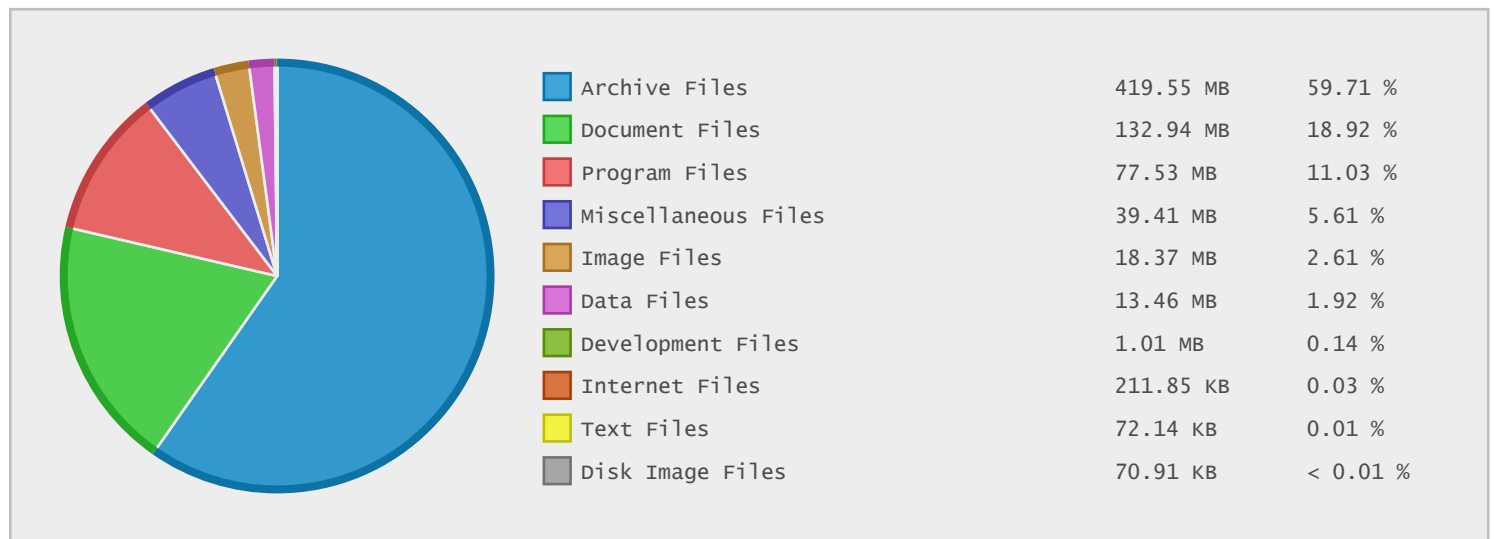 Archive Files 419.55 MB 59.71 %
Document Files 132.94 MB 18.92 %
Program Files 77.53 MB 11.03 %
Miscellaneous Files 39.41 MB 5.61 %
Image Files 18.37 MB 2.61 %
Data Files 13.46 MB 1.92 %
Development Files 1.01 MB 0.14 %
Internet Files 211.85 KB 0.03 %
Text Files 72.14 KB 0.01 %
Disk Image Files 70.91 KB < 0.01 %